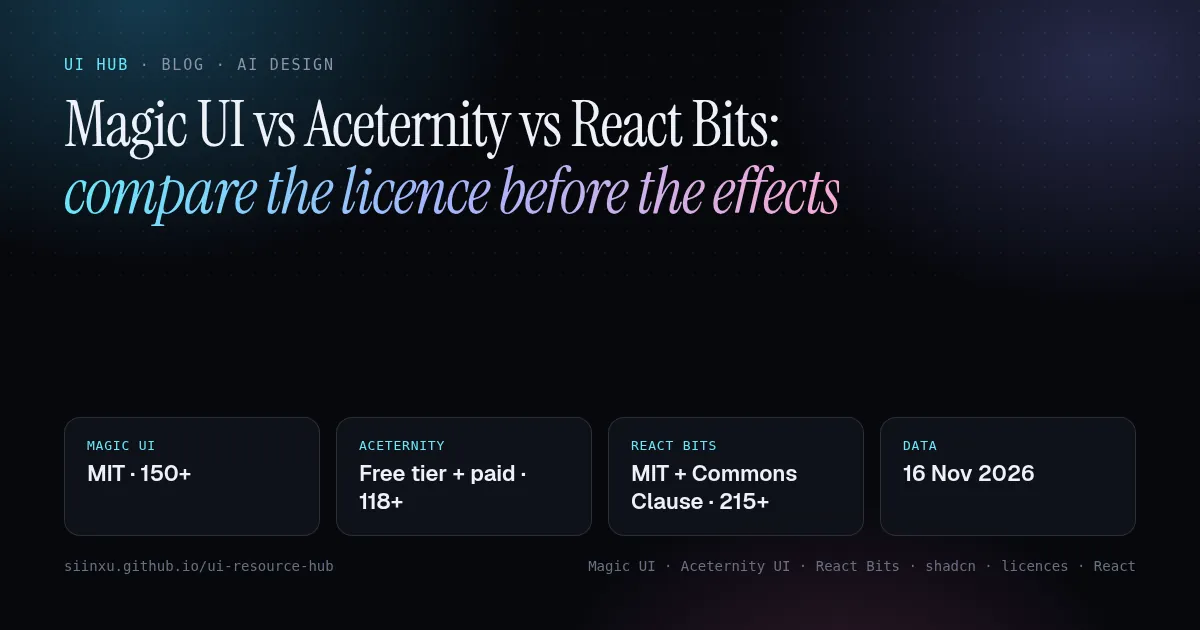 UI HUB · BLOG · AI DESIGN
Magic UI vs Aceternity vs React Bits:
compare the licence before the effects
MAGIC UI
MIT · 150+
ACETERNITY
Free tier + paid ·
118+
REACT BITS
MIT + Commons
Clause · 215+
DATA
16 Nov 2026
siinxu.github.io/ui-resource-hub
Magic UI · Aceternity UI · React Bits · shadcn · licences · React